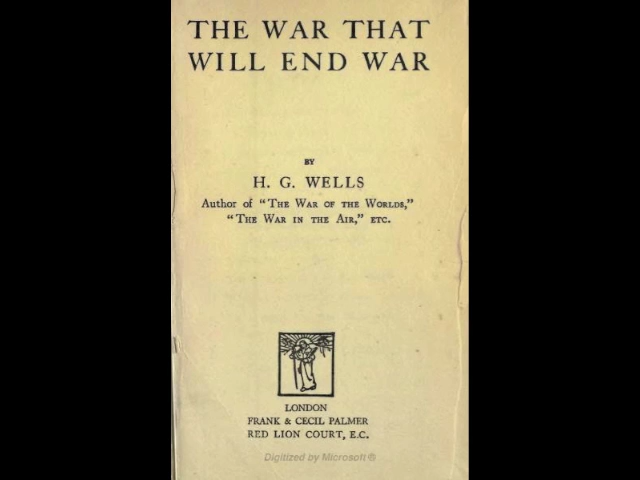 THE WAR THAT
WILL END WAR
BY
H. G. WELLS
Author of "The War of the Worlds,"
"The War in the Air," etc.
LONDON
FRANK & CECIL PALMER
RED LION COURT, E.C.
Digitized by Microsoft ®